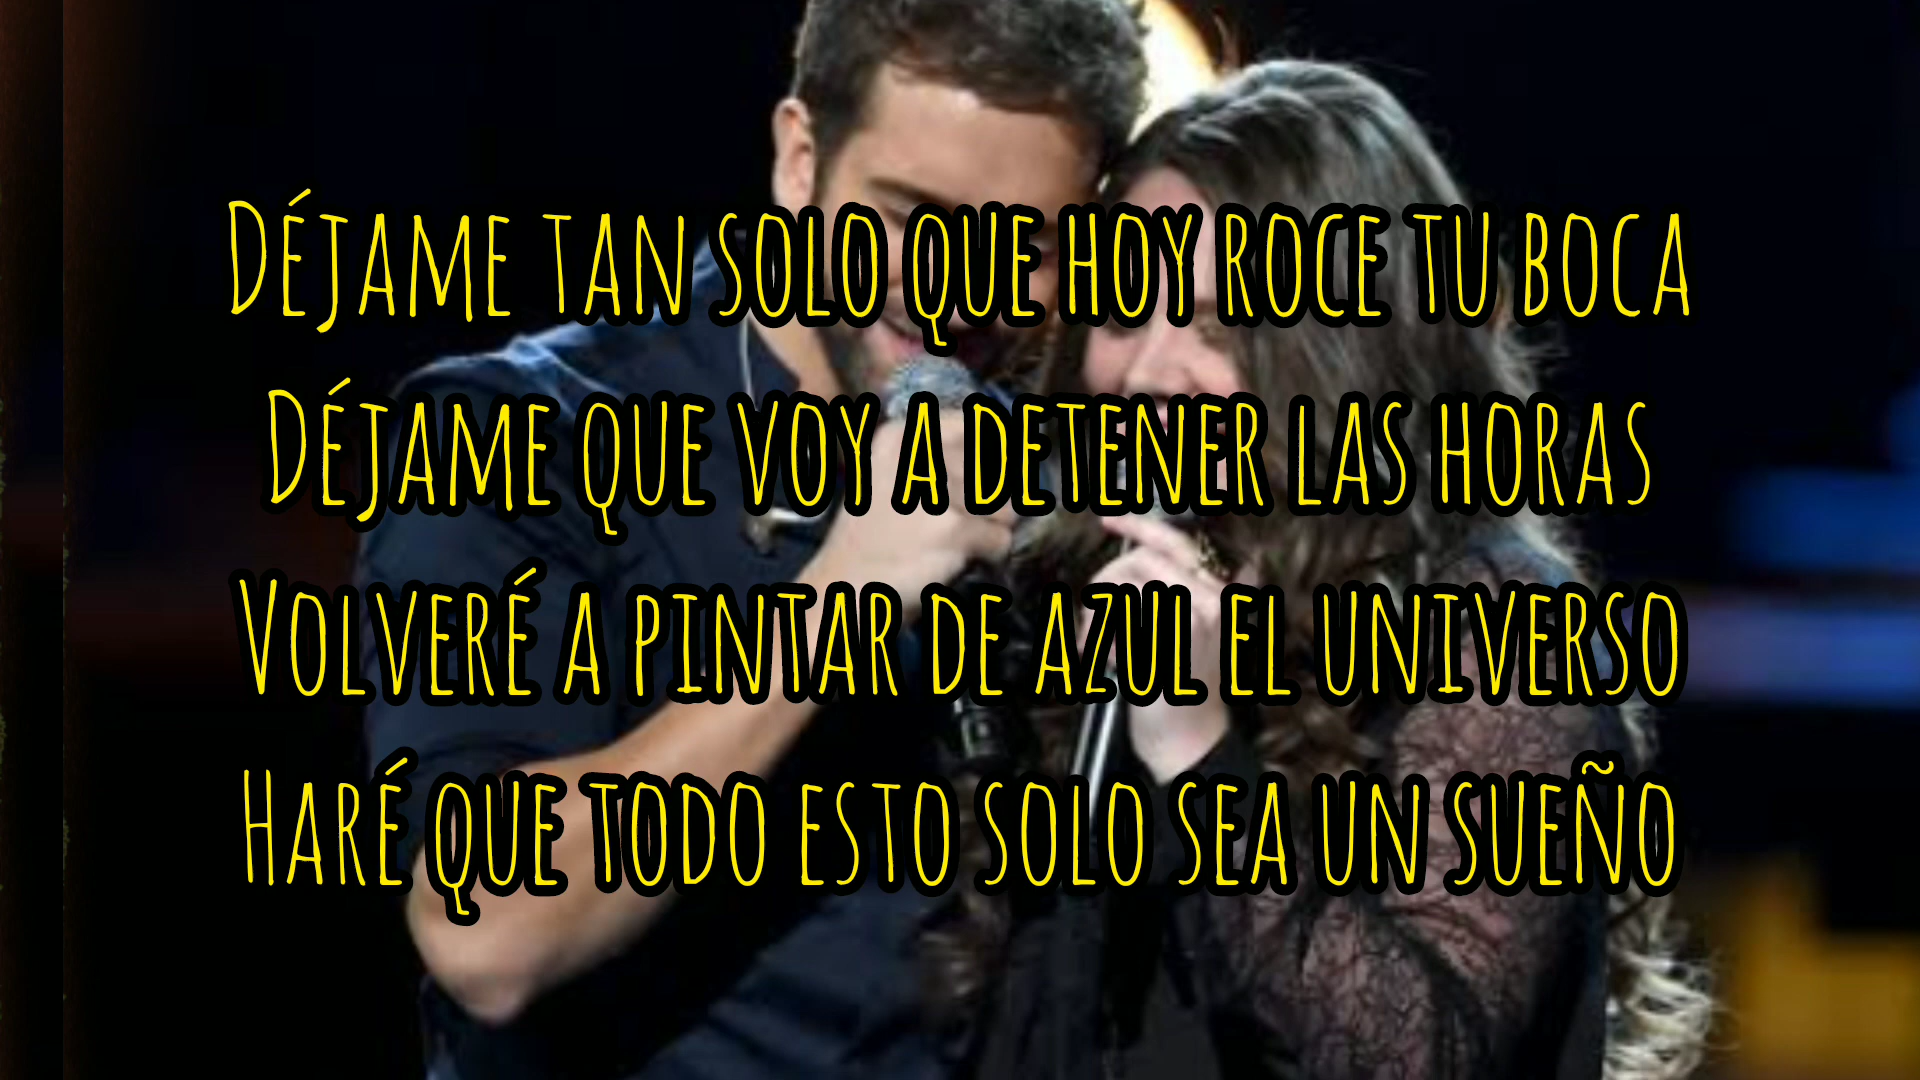 Déjame tan solo que hoy roce tu boca
Déjame que voy a detener las horas
Volveré a pintar de azul el universo
Haré que todo esto solo sea un sueño